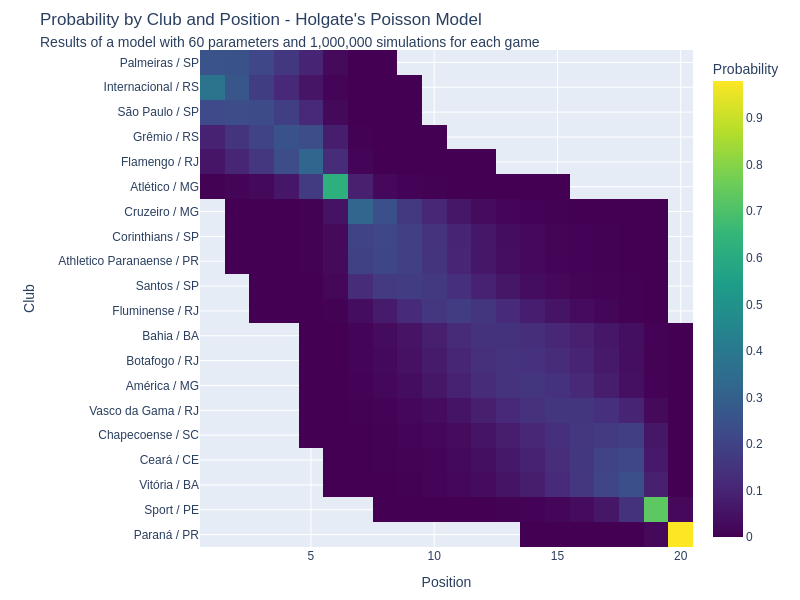 Probability by Club and Position - Holgate's Poisson Model
Results of a model with 60 parameters and 1,000,000 simulations for each game
Probability
Palmeiras / SP
Internacional / RS
São Paulo / SP
Grêmio / RS
Flamengo / RJ
Atlético / MG
Cruzeiro / MG
Corinthians / SP
Athletico Paranaense / PR
Santos / SP
Fluminense / RJ
Bahia / BA
Botafogo / RJ
América / MG
Vasco da Gama / RJ
Chapecoense / SC
Ceará / CE
Vitória / BA
Sport / PE
Paraná / PR
Club
5
10
15
20
Position
0.9
0.8
0.7
0.6
0.5
0.4
0.3
0.2
0.1
0